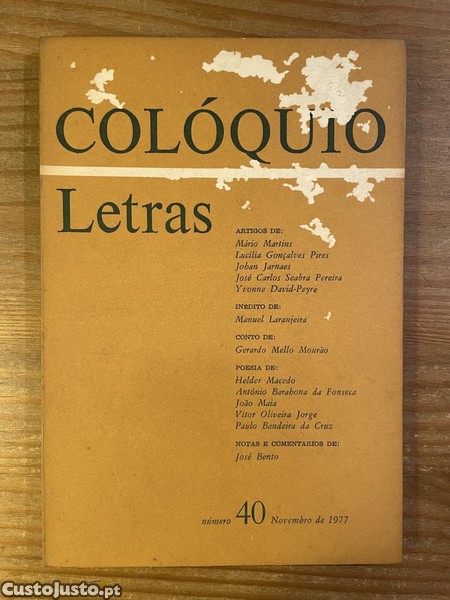 COLÓQUIO
Letras
ARTIGOS DE:
Mário Martins
Lucília Gonçalves Pires
Johan Jarnaes
José Carlos Seabra Pereira
Yvonne David-Peyre
INÉDITO DE:
Manuel Laranjeira
CONTO DE:
Gerardo Mello Mourão
POESIA DE:
Helder Macedo
António Barahona da Fonseca
João Maia
Vítor Oliveira Jorge
Paulo Bandeira da Cruz
NOTAS E COMENTÁRIOS DE:
José Bento
número 40 Novembro de 1977
CustoJusto.pt